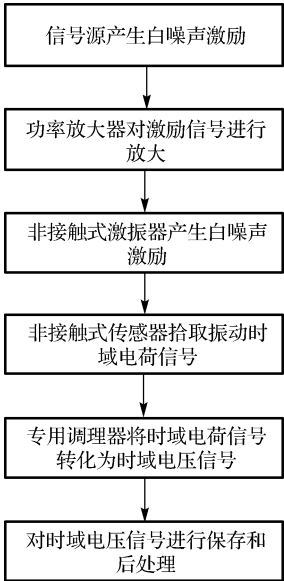 信号源产生白噪声激励
功率放大器对激励信号进行
放大
非接触式激振器产生白噪声
激励
非接触式传感器拾取振动时
域电荷信号
专用调理器将时域电荷信号
转化为时域电压信号
对时域电压信号进行保存和
后处理